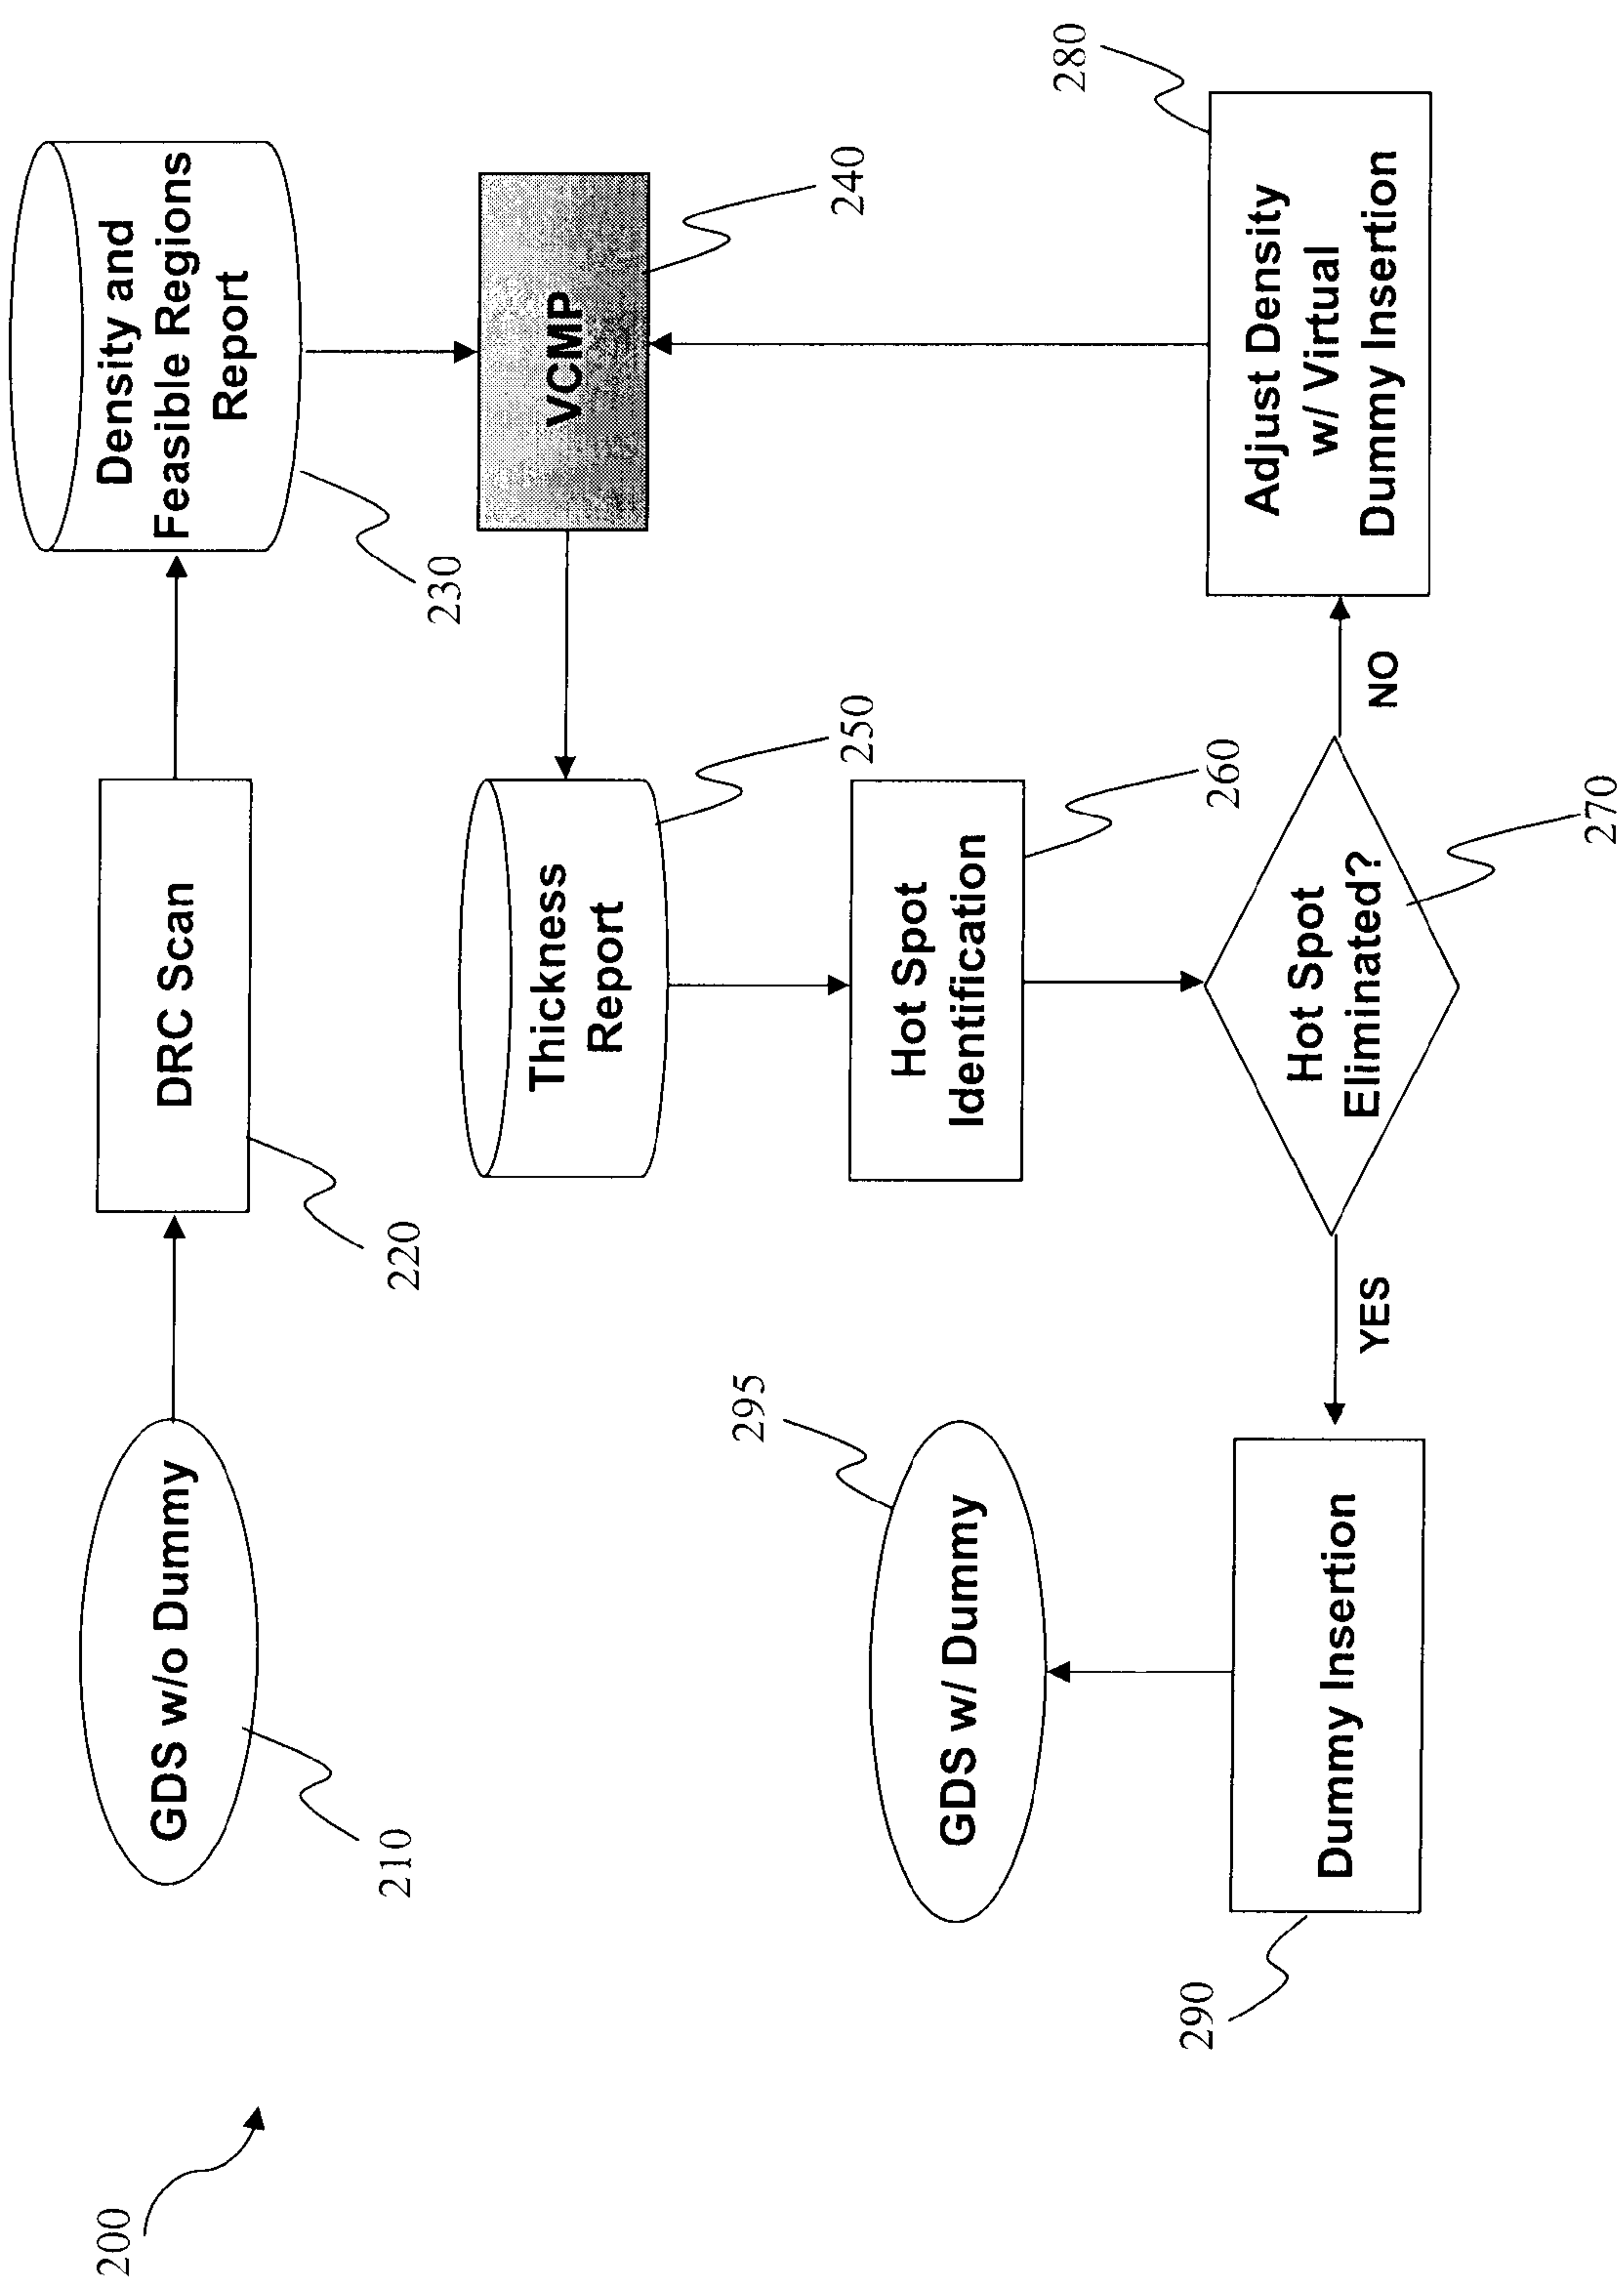 200
GDS w/o Dummy
210
DRC Scan
220
Density and
Feasible Regions
Report
230
VCMP
240
Thickness
Report
250
Hot Spot
Identification
260
Hot Spot
Eliminated?
270
NO
Adjust Density
w/ Virtual
Dummy Insertion
280
YES
Dummy Insertion
290
GDS w/ Dummy
295